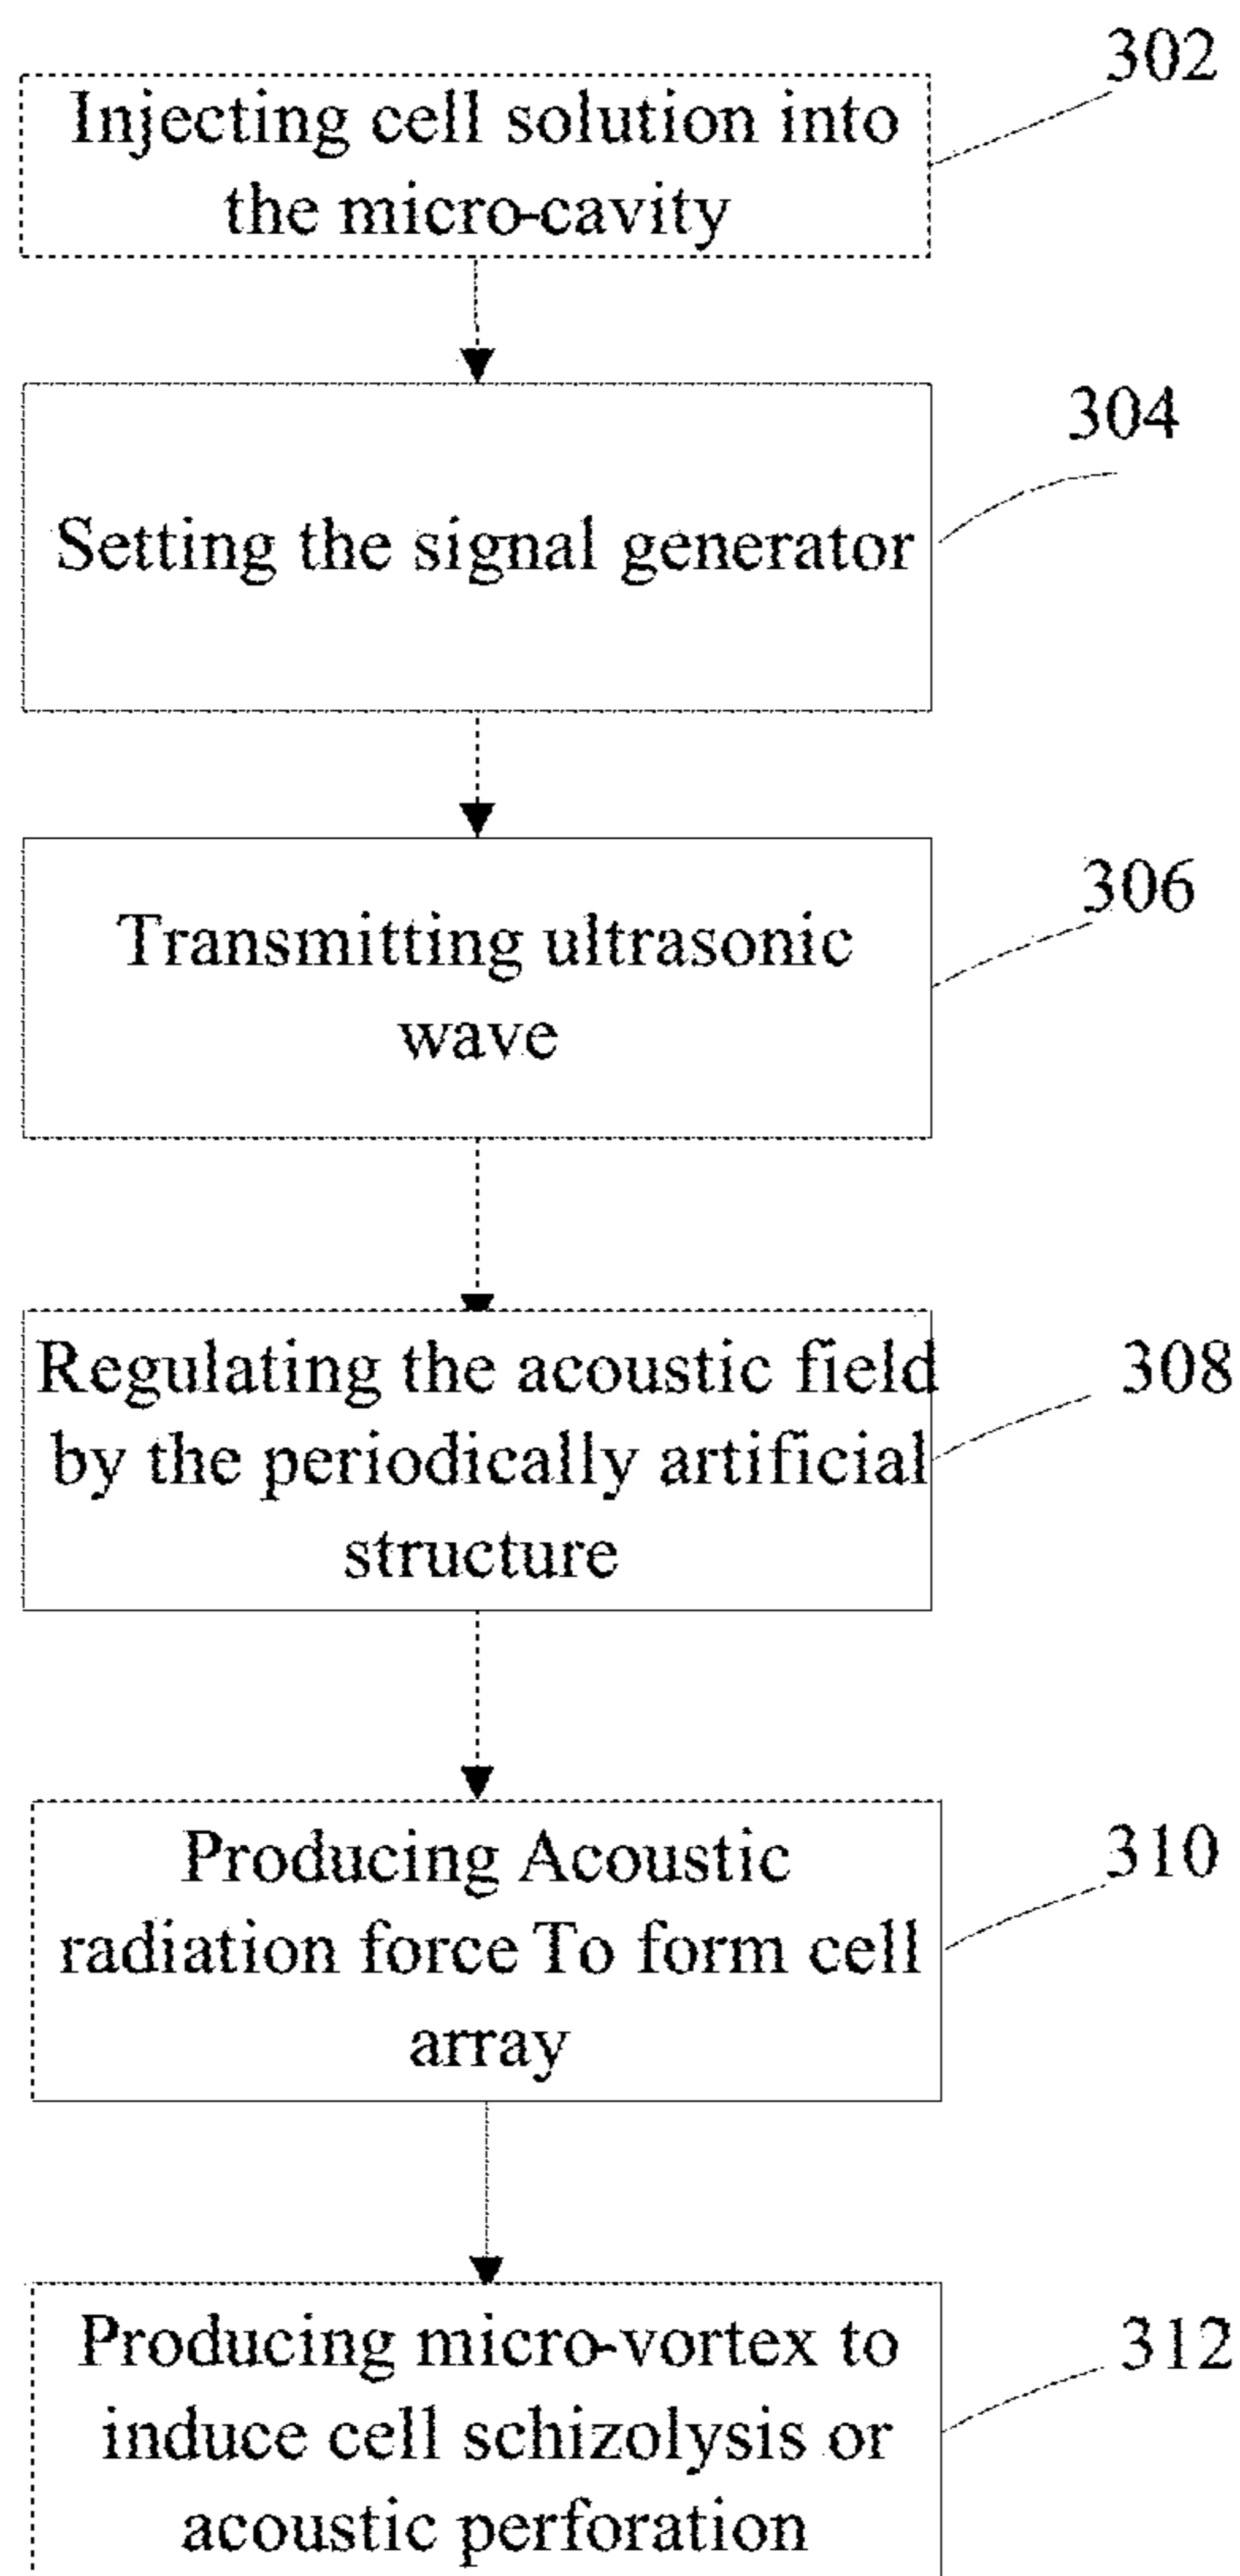 302
Injecting cell solution into
the micro-cavity
304
Setting the signal generator
306
Transmitting ultrasonic
wave
308
Regulating the acoustic field
by the periodically artificial
structure
310
Producing Acoustic
radiation force To form cell
array
312
Producing micro-vortex to
induce cell schizolysis or
acoustic perforation